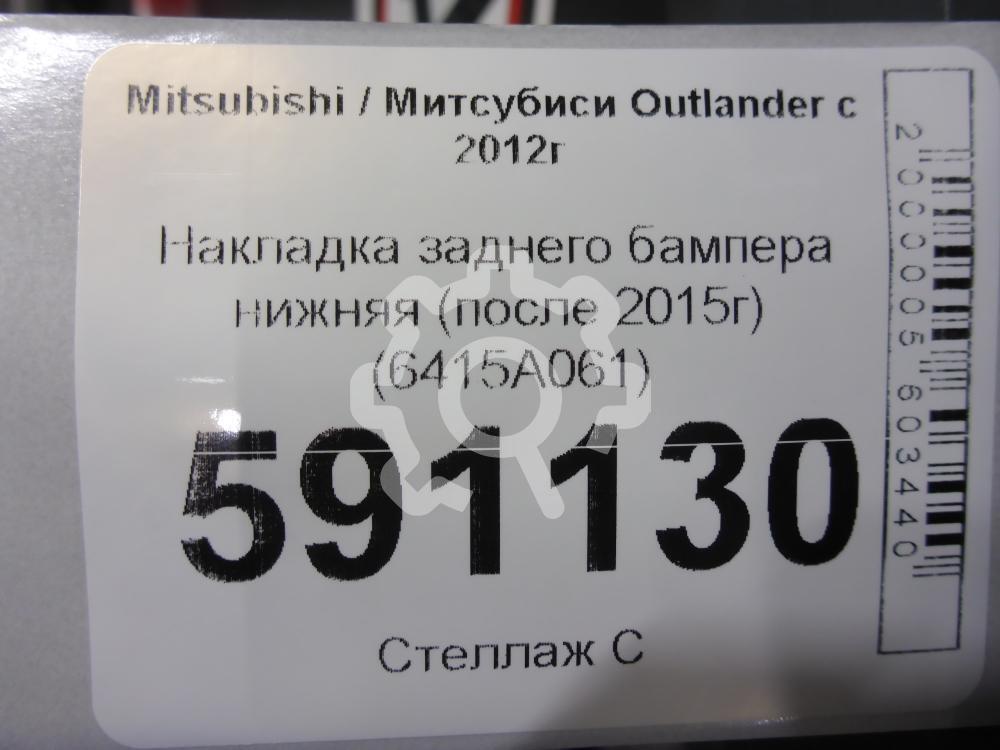 Mitsubishi / Митсубиси Outlander с
2012г
Накладка заднего бампера
нижняя (после 2015г)
(6415A061)
591130
Стеллаж С
2000005603440